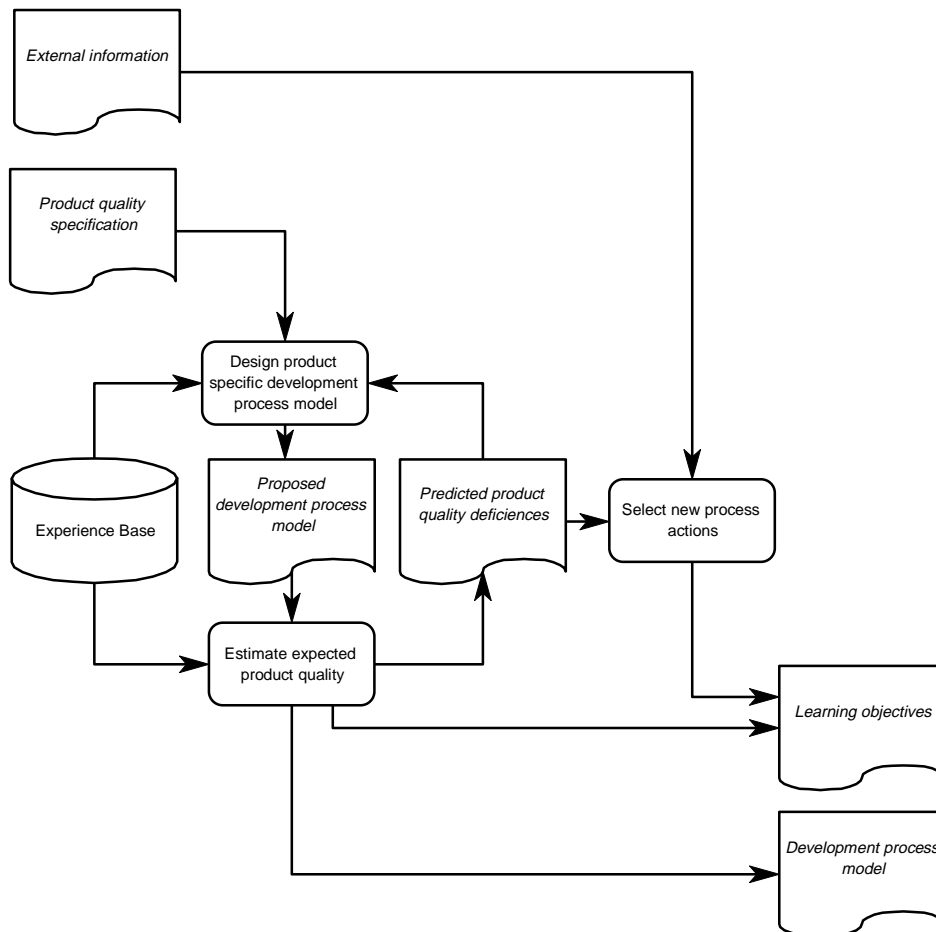 External information
Product quality
specification
Design product
specific development
process model
Proposed
development process
model
Predicted product
quality deficiences
Select new process
actions
Experience Base
Estimate expected
product quality
Learning objectives
Development process
model